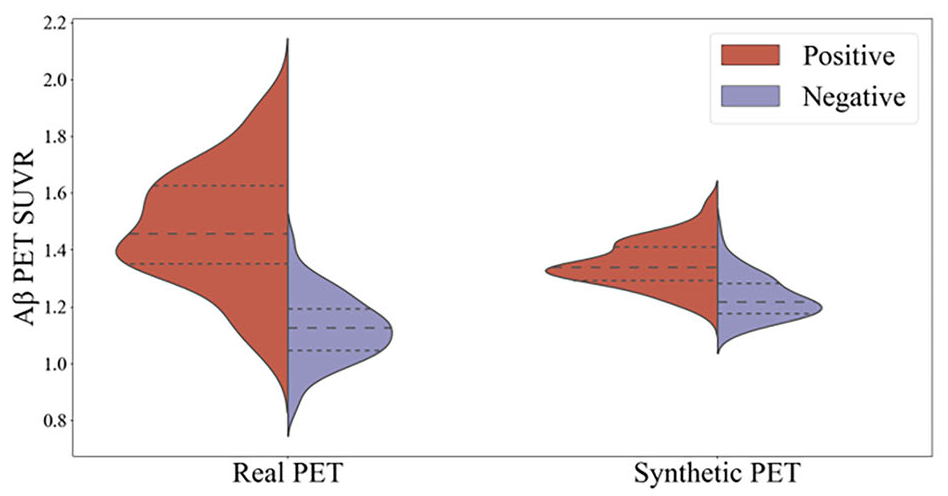 Aβ PET SUVR
2.2
2.0
1.8
1.6
1.4
1.2
1.0
0.8
Positive
Negative
Real PET
Synthetic PET